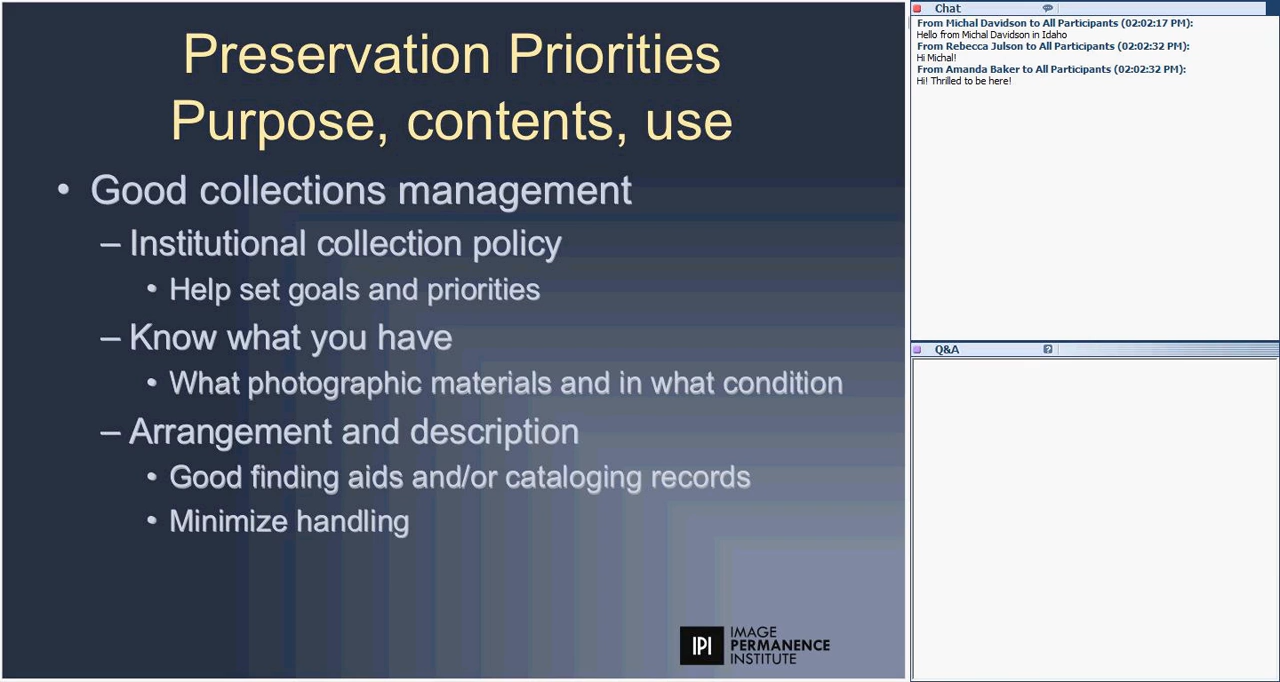 Preservation Priorities
Purpose, contents, use
• Good collections management
– Institutional collection policy
• Help set goals and priorities
– Know what you have
• What photographic materials and in what condition
– Arrangement and description
• Good finding aids and/or cataloging records
• Minimize handling
IPI
IMAGE
PERMANENCE
INSTITUTE
Chat
From Michal Davidson to All Participants (02:02:17 PM):
Hello from Michal Davidson in Idaho
From Rebecca Julson to All Participants (02:02:32 PM):
Hi Michal!
From Amanda Baker to All Participants (02:02:32 PM):
Hi! Thrilled to be here!
Q&A